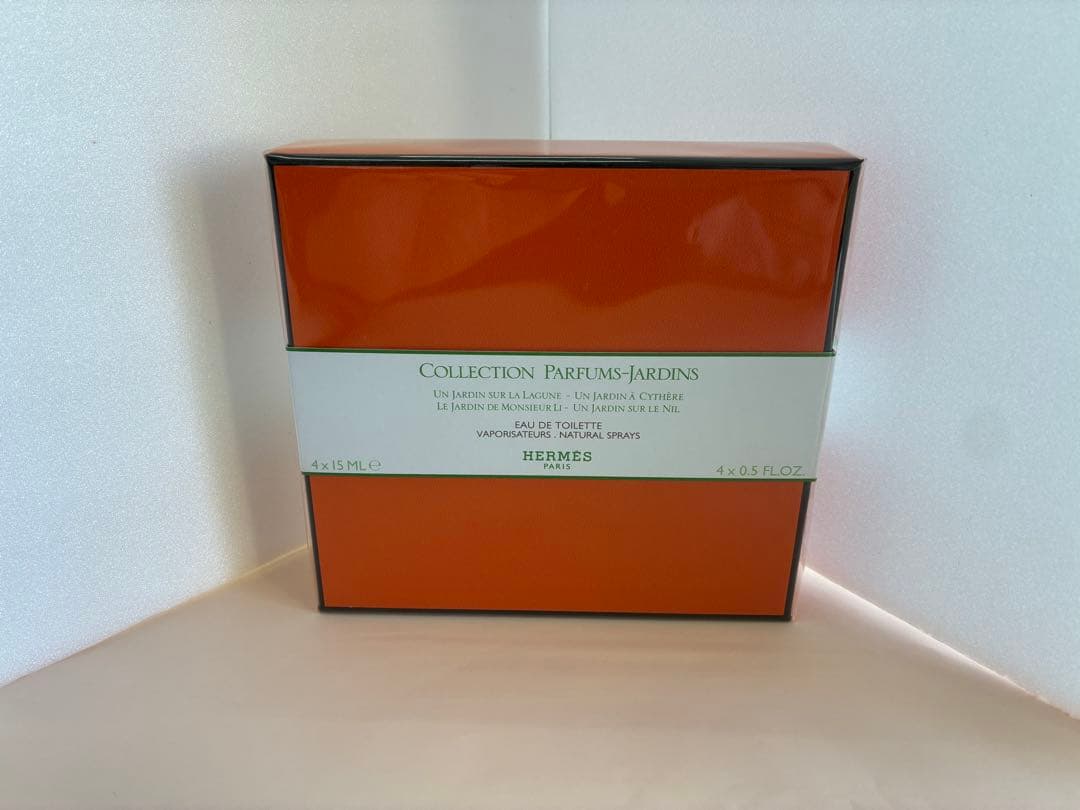 COLLECTION PARFUMS-JARDINS
UN JARDIN SUR LA LAGUNE - UN JARDIN À CYTHÈRE
LE JARDIN DE MONSIEUR LI - UN JARDIN SUR LE NIL
EAU DE TOILETTE
VAPORISATEURS . NATURAL SPRAYS
HERMÈS
PARIS
4 x 15 ML ℮
4 x 0.5 FL.OZ.